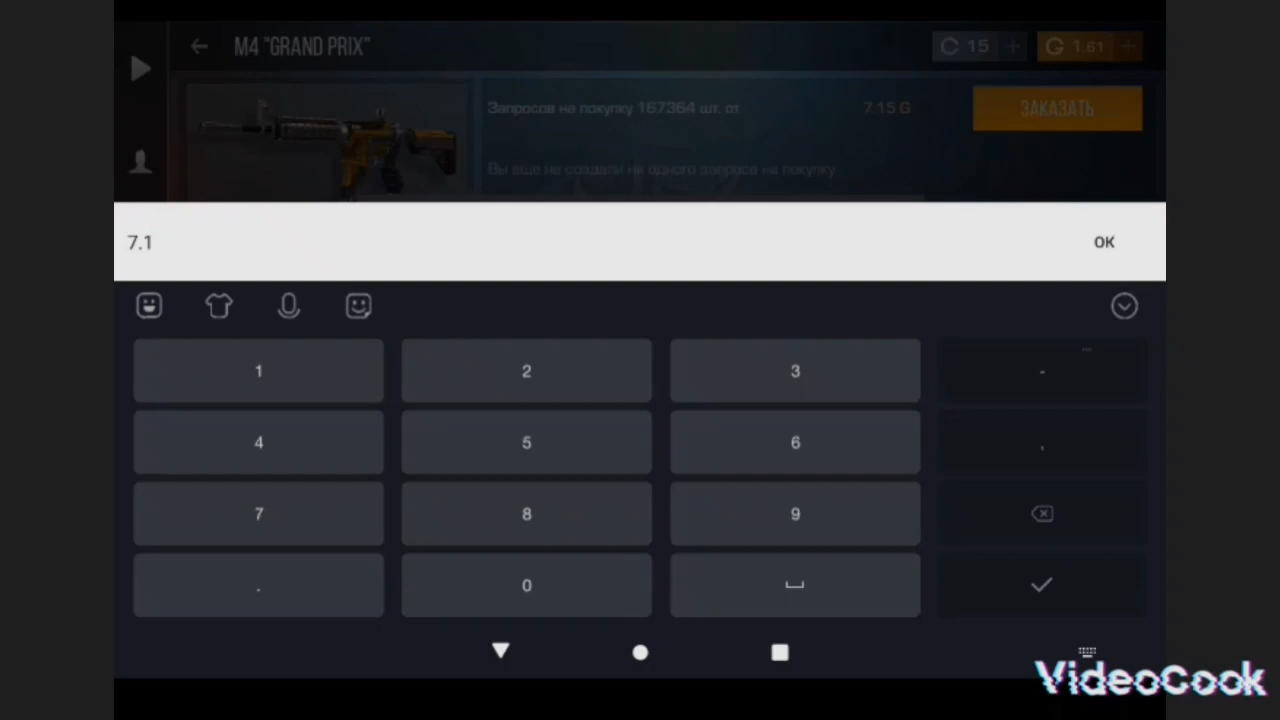 M4 "GRAND PRIX"
15
1.61
Запросов на покупку 167364 шт. от 7.15 G
ЗАКАЗАТЬ
Вы еще не создали ни одного запроса на покупку
7.1
OK
1 2 3 -
4 5 6 ,
7 8 9
. 0
VideoCook